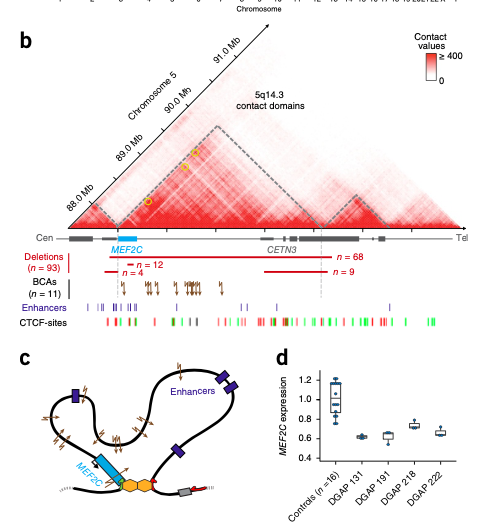 Chromosome
b
Contact
values
≥ 400
0
91.0 Mb
Chromosome 5
90.0 Mb
5q14.3
contact domains
89.0 Mb
88.0 Mb
Cen
Tel
MEF2C
CETN3
Deletions
(n = 93)
n = 68
n = 12
n = 4
n = 9
BCAs
(n = 11)
Enhancers
CTCF-sites
c
Enhancers
MEF2C
d
MEF2C expression
1.2
1.0
0.8
0.6
0.4
Controls (n = 16)
DGAP 131
DGAP 191
DGAP 218
DGAP 222